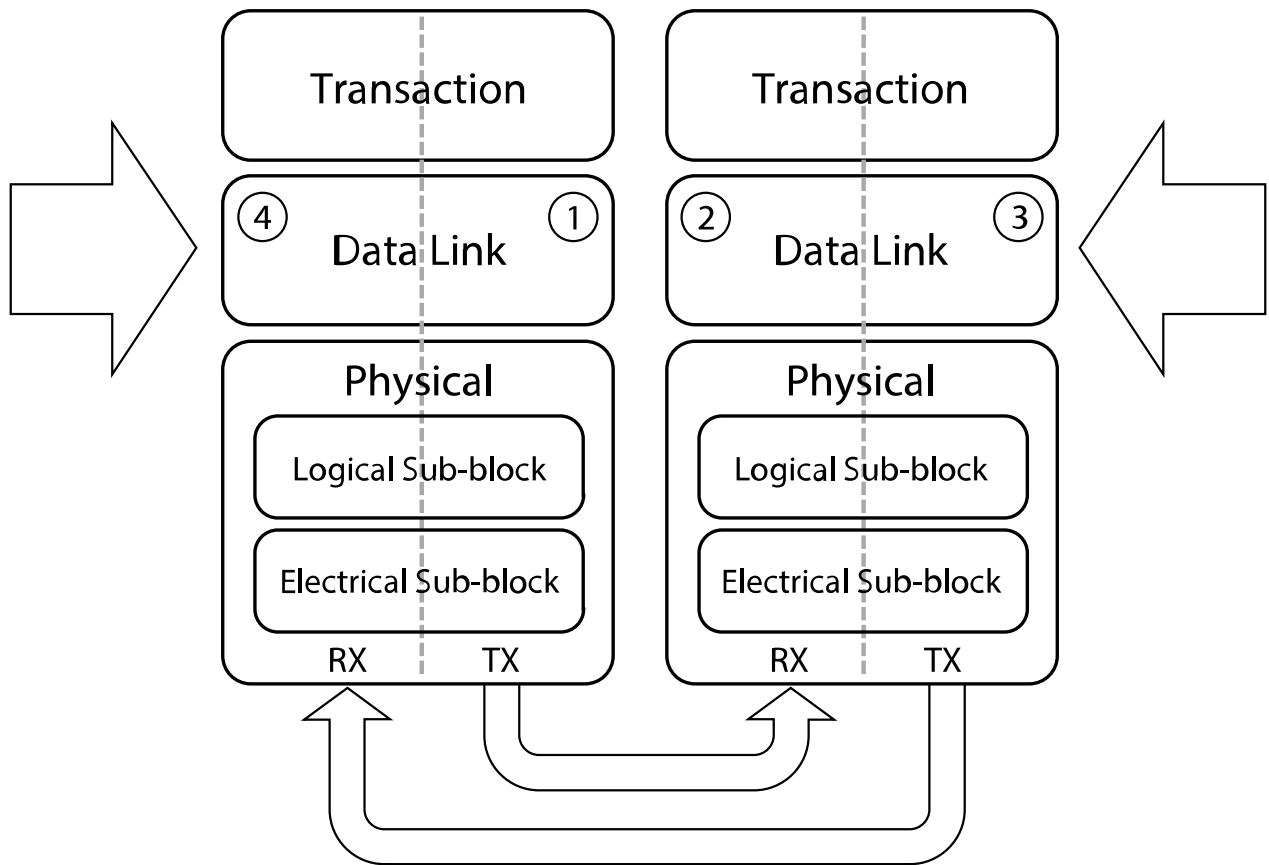 Transaction
Transaction
4
1
Data Link
2
3
Data Link
Physical
Physical
Logical Sub-block
Logical Sub-block
Electrical Sub-block
Electrical Sub-block
RX
TX
RX
TX